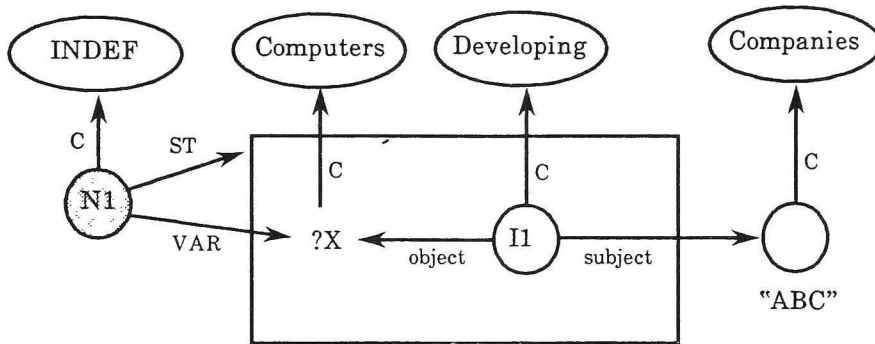 INDEF
Computers
Developing
Companies
C
ST
C
C
C
N1
VAR
?X
object
I1
subject
"ABC"